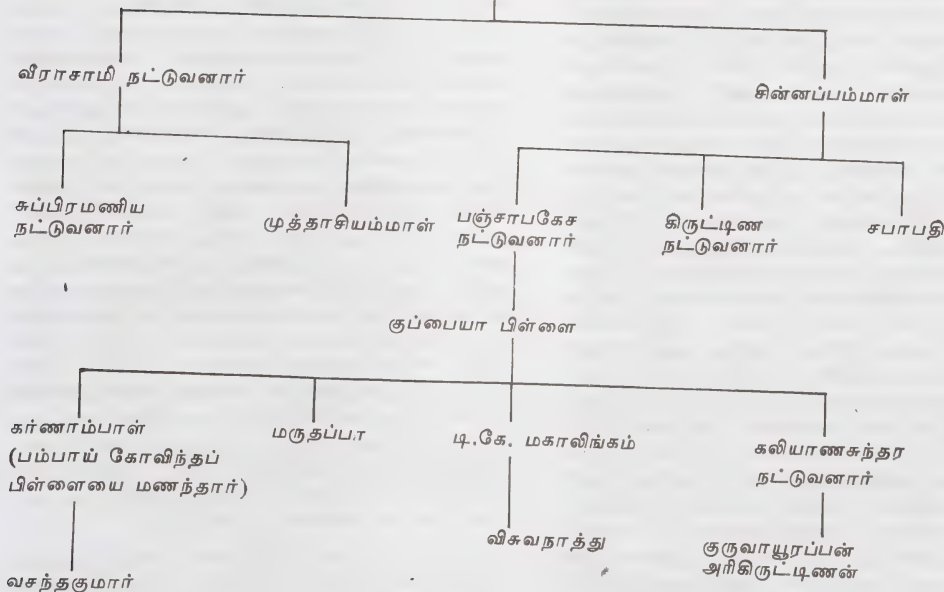 வீராசாமி நட்டுவனார்
சின்னப்பம்மாள்
சுப்பிரமணிய
நட்டுவனார்
முத்தாசியம்மாள்
பஞ்சாபகேச
நட்டுவனார்
கிருட்டிண
நட்டுவனார்
சபாபதி
குப்பையா பிள்ளை
கர்ணாம்பாள்
(பம்பாய் கோவிந்தப்
பிள்ளையை மணந்தார்)
மருதப்பா
டி.கே. மகாலிங்கம்
கலியாணசுந்தர
நட்டுவனார்
வசந்தகுமார்
விசுவநாத்து
குருவாயூரப்பன்
அரிகிருட்டிணன்